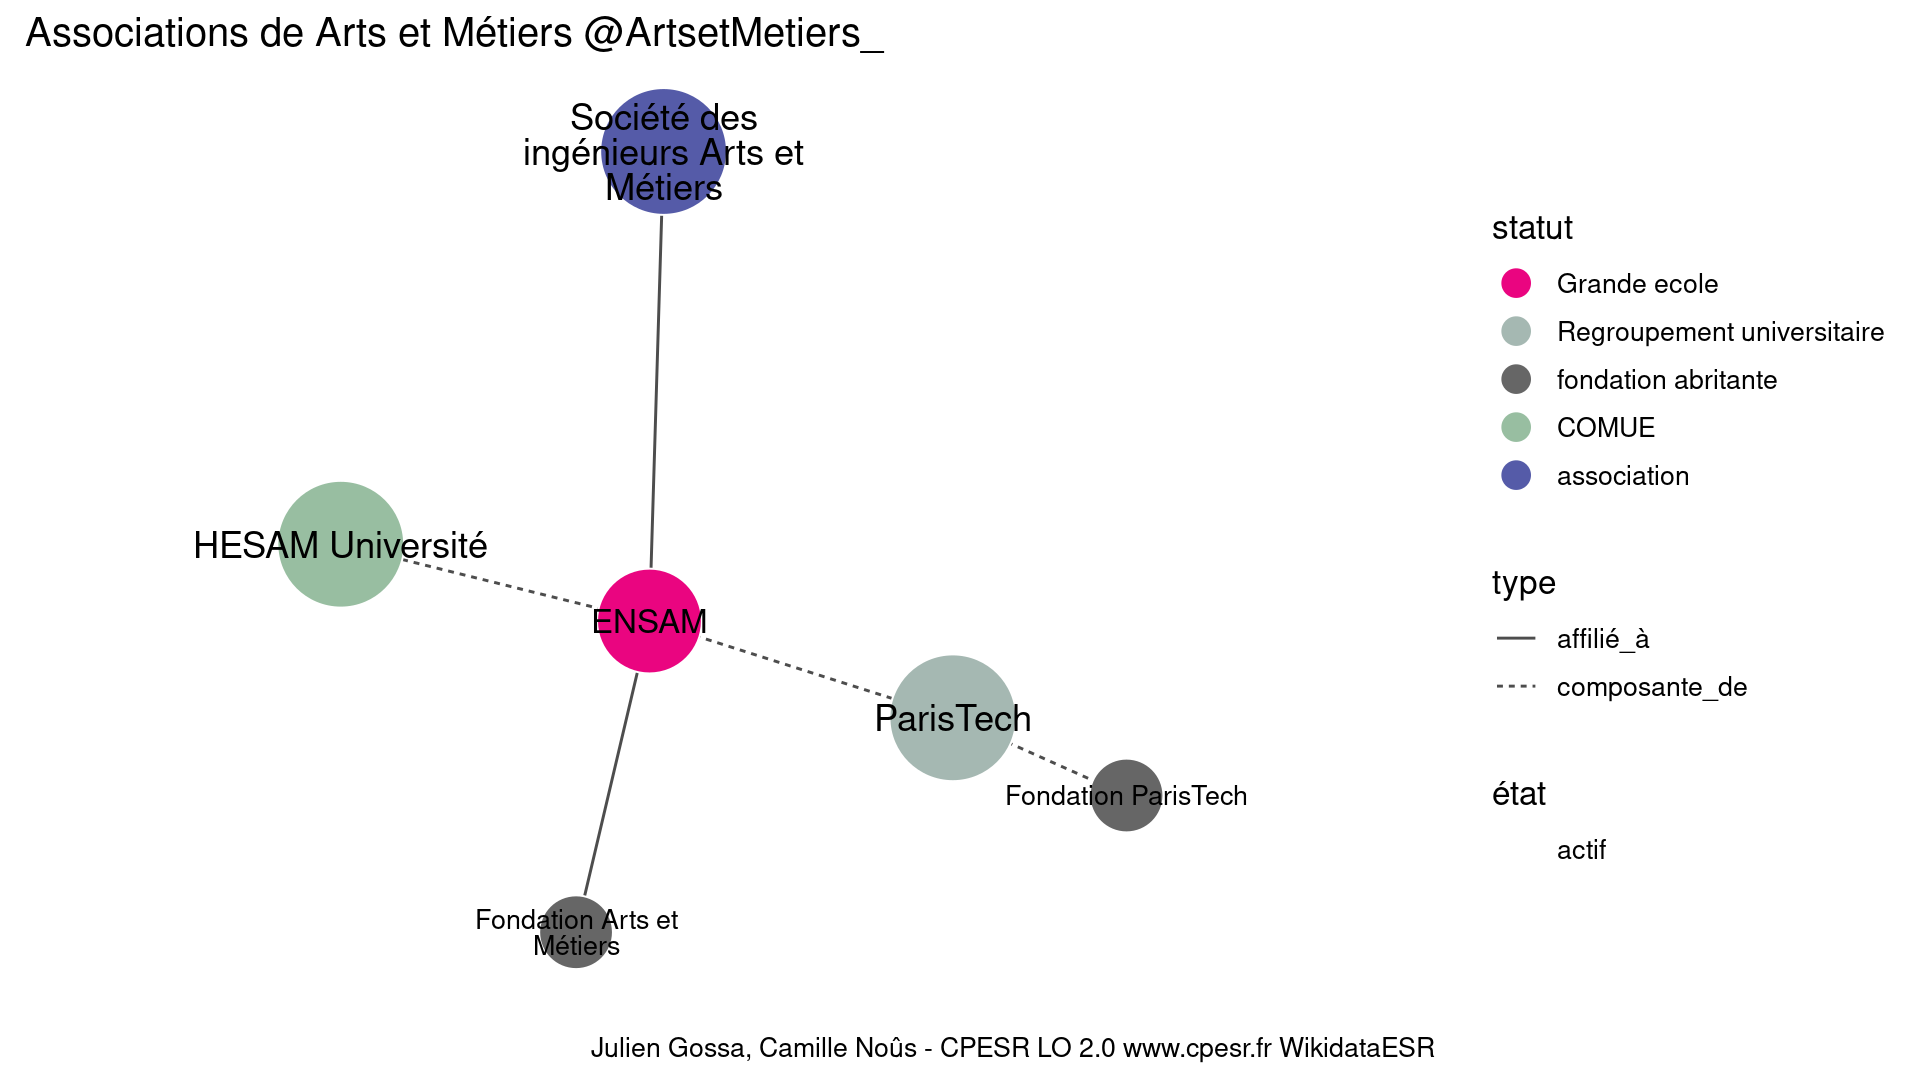 Associations de Arts et Métiers @ArtsetMetiers_
Société des
ingénieurs Arts et
Métiers
HESAM Université
ENSAM
ParisTech
Fondation ParisTech
Fondation Arts et
Métiers
statut
Grande ecole
Regroupement universitaire
fondation abritante
COMUE
association
type
affilié_à
composante_de
état
actif
Julien Gossa, Camille Noûs - CPESR LO 2.0 www.cpesr.fr WikidataESR